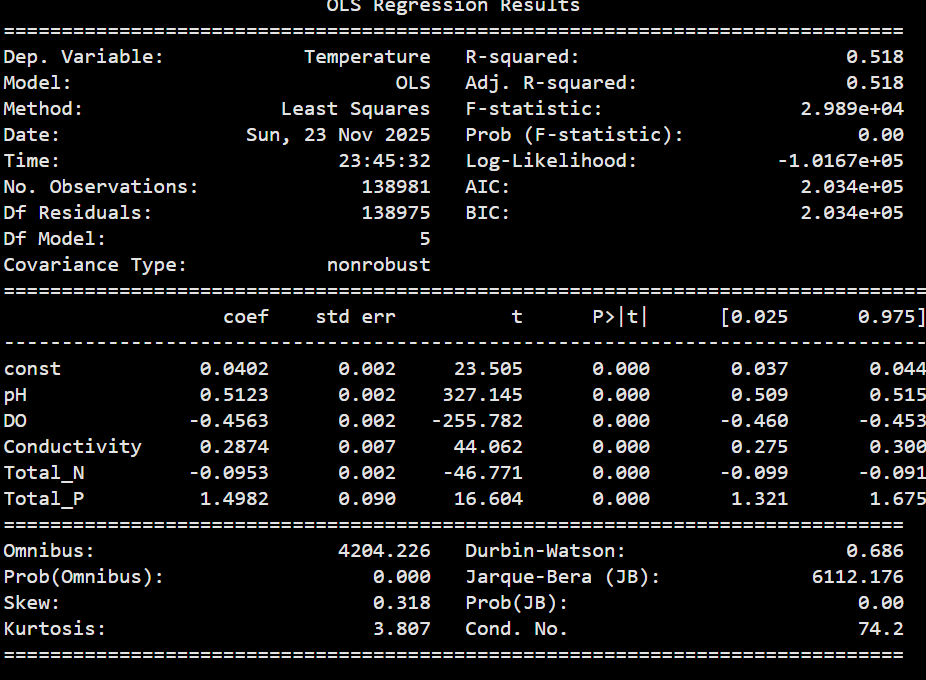 OLS Regression Results
==============================================================================
Dep. Variable:            Temperature   R-squared:                       0.518
Model:                            OLS   Adj. R-squared:                  0.518
Method:                 Least Squares   F-statistic:                 2.989e+04
Date:                Sun, 23 Nov 2025   Prob (F-statistic):               0.00
Time:                        23:45:32   Log-Likelihood:            -1.0167e+05
No. Observations:              138981   AIC:                         2.034e+05
Df Residuals:                  138975   BIC:                         2.034e+05
Df Model:                           5
Covariance Type:            nonrobust
================================================================================
                   coef    std err          t      P>|t|      [0.025      0.975]
--------------------------------------------------------------------------------
const            0.0402      0.002     23.505      0.000       0.037       0.044
pH               0.5123      0.002    327.145      0.000       0.509       0.515
DO              -0.4563      0.002   -255.782      0.000      -0.460      -0.453
Conductivity     0.2874      0.007     44.062      0.000       0.275       0.300
Total_N         -0.0953      0.002    -46.771      0.000      -0.099      -0.091
Total_P          1.4982      0.090     16.604      0.000       1.321       1.675
==============================================================================
Omnibus:                     4204.226   Durbin-Watson:                   0.686
Prob(Omnibus):                  0.000   Jarque-Bera (JB):             6112.176
Skew:                           0.318   Prob(JB):                         0.00
Kurtosis:                       3.807   Cond. No.                         74.2
==============================================================================